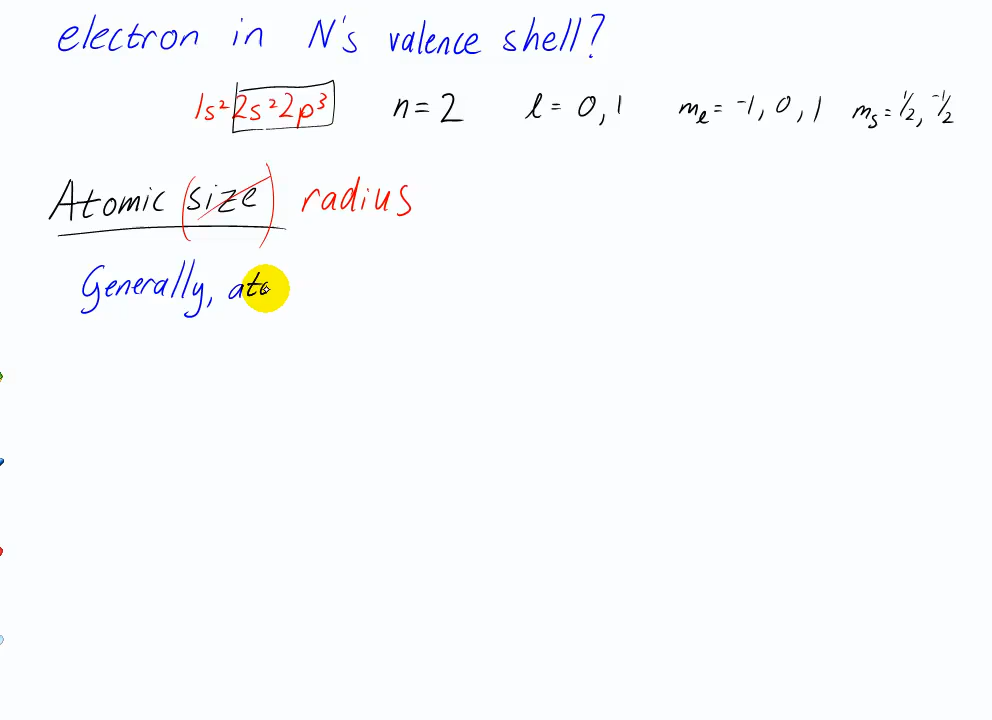 electron in N's valence shell?
1s² 2s² 2p³ n = 2 l = 0, 1 mₗ = -1, 0, 1 mₛ = 1/2, -1/2
Atomic (size) radius
Generally, ato